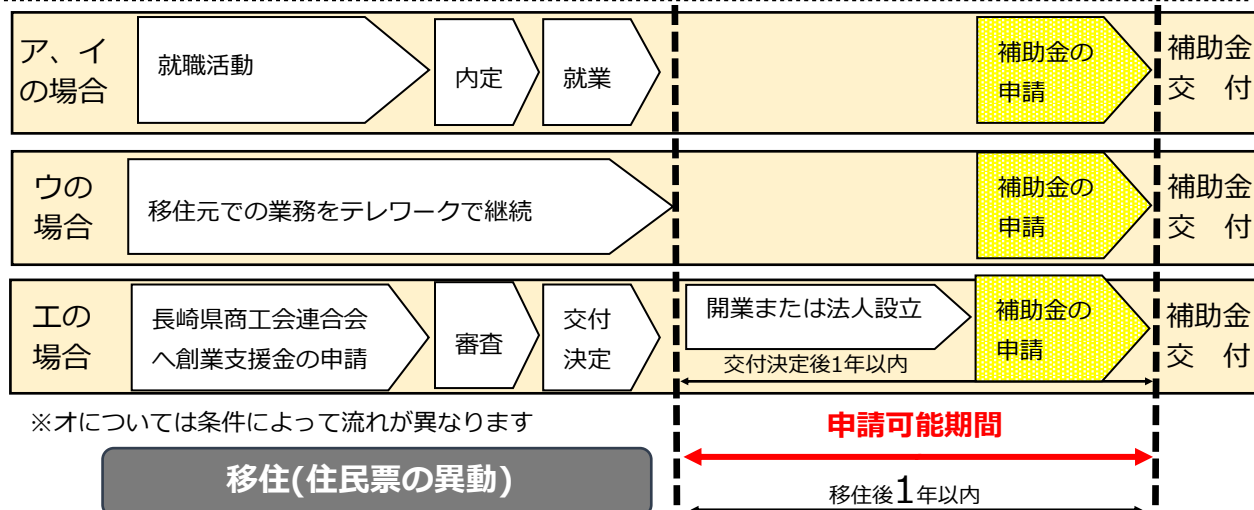 ア、イ
の場合
就職活動
内定
就業
補助金の
申請
補助金
交　付
ウの
場合
移住元での業務をテレワークで継続
補助金の
申請
補助金
交　付
エの
場合
長崎県商工会連合会
へ創業支援金の申請
審査
交付
決定
開業または法人設立
交付決定後1年以内
補助金の
申請
補助金
交　付
※オについては条件によって流れが異なります
申請可能期間
移住(住民票の異動)
移住後1年以内